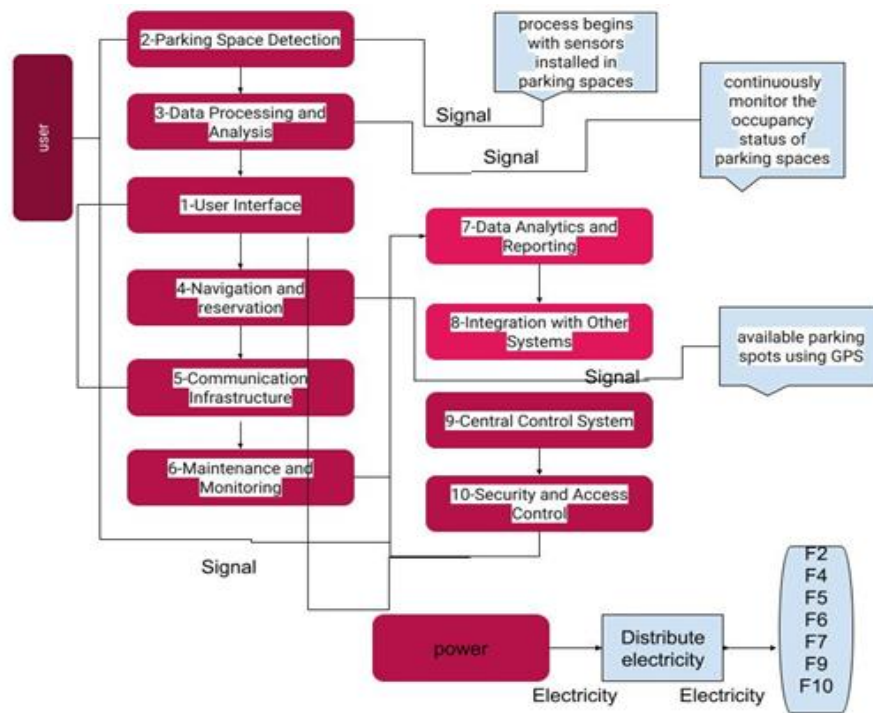 user
2-Parking Space Detection
3-Data Processing and
Analysis
1-User Interface
4-Navigation and
reservation
5-Communication
Infrastructure
6-Maintenance and
Monitoring
Signal
process begins
with sensors
installed in
parking spaces
Signal
continuously
monitor the
occupancy
status of
parking spaces
Signal
7-Data Analytics and
Reporting
8-Integration with Other
Systems
available parking
spots using GPS
Signal
9-Central Control System
10-Security and Access
Control
power
Electricity
Distribute
electricity
Electricity
F2
F4
F5
F6
F7
F9
F10